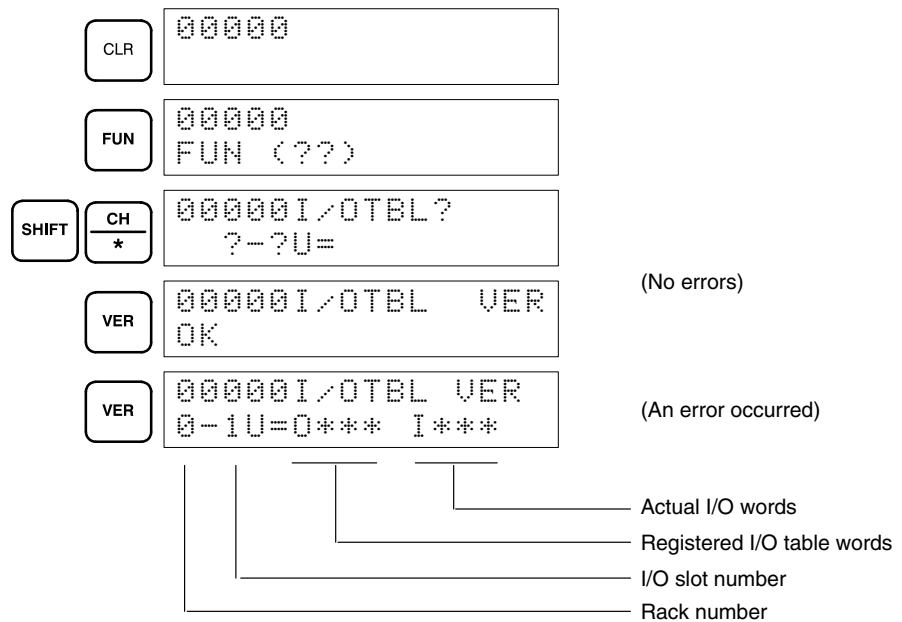 CLR
00000
FUN
00000
FUN (??)
SHIFT
CH
*
00000I/OTBL?
?-?U=
(No errors)
VER
00000I/OTBL VER
OK
VER
00000I/OTBL VER
0-1U=O*** I***
(An error occurred)
Actual I/O words
Registered I/O table words
I/O slot number
Rack number